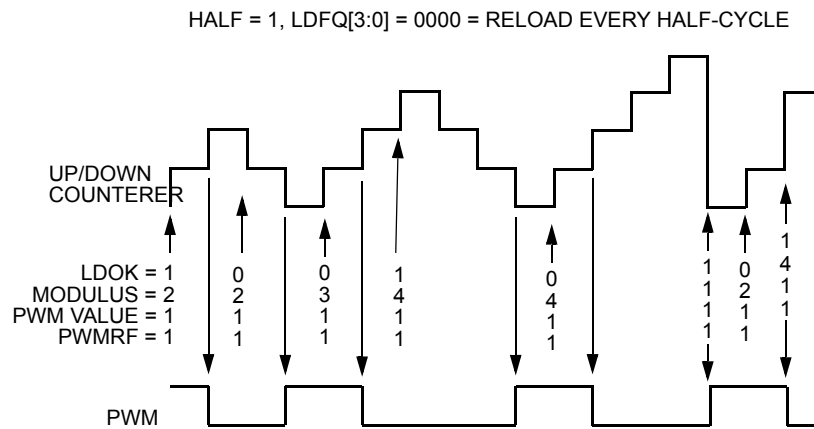 HALF = 1, LDFQ[3:0] = 0000 = RELOAD EVERY HALF-CYCLE
UP/DOWN
COUNTERER
LDOK = 1 0 0 1 0 1 0 1
MODULUS = 2 2 3 4 4 1 2 4
PWM VALUE = 1 1 1 1 1 1 1 1
PWMRF = 1 1 1 1 1 1 1 1
PWM